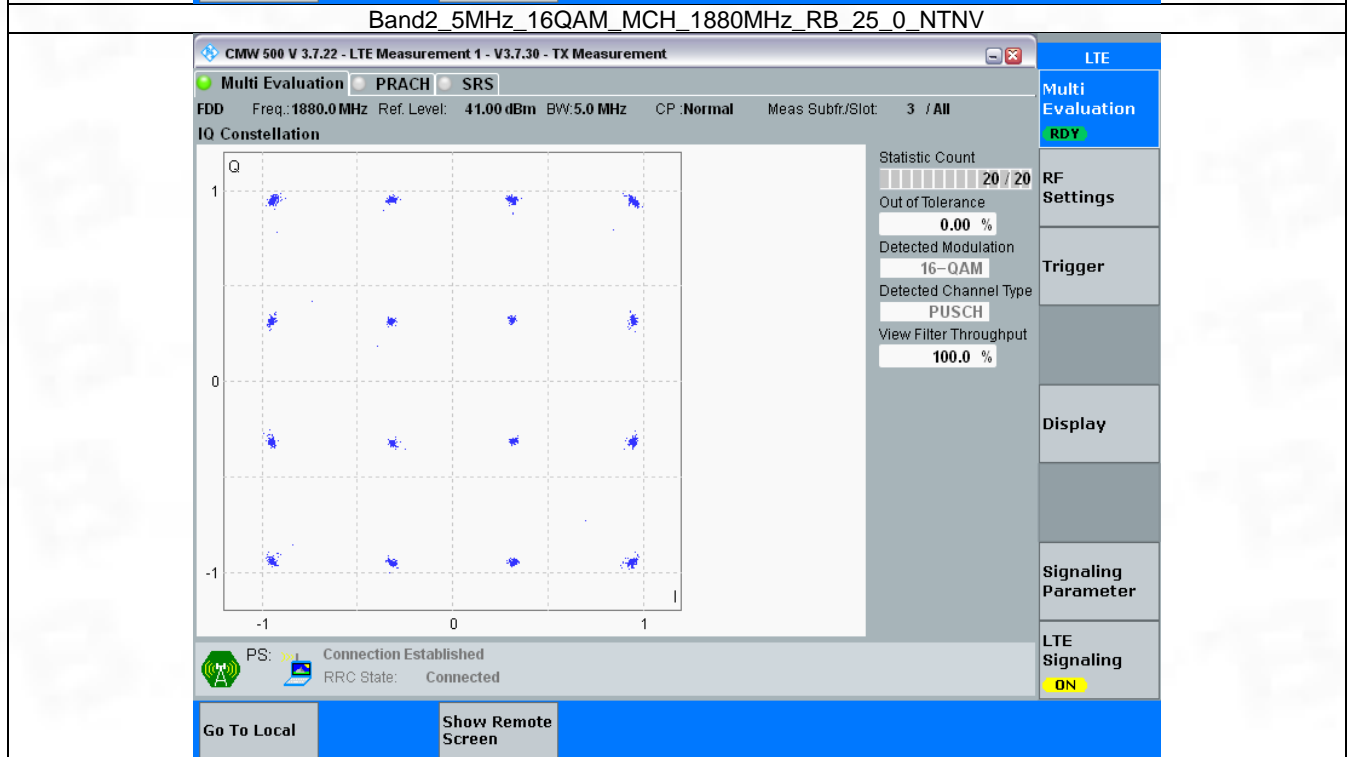 Band2_5MHz_16QAM_MCH_1880MHz_RB_25_0_NTNV
CMW 500 V 3.7.22 - LTE Measurement 1 - V3.7.30 - TX Measurement
LTE
Multi Evaluation PRACH SRS
Multi
Evaluation
RDY
FDD Freq.:1880.0 MHz Ref. Level: 41.00 dBm BW:5.0 MHz CP :Normal Meas Subfr./Slot: 3 / All
IQ Constellation
Q
1
0
-1
I
-1 0 1
Statistic Count
20 / 20
Out of Tolerance
0.00 %
Detected Modulation
16-QAM
Detected Channel Type
PUSCH
View Filter Throughput
100.0 %
RF
Settings
Trigger
Display
Signaling
Parameter
LTE
Signaling
ON
PS: Connection Established
RRC State: Connected
Go To Local
Show Remote
Screen